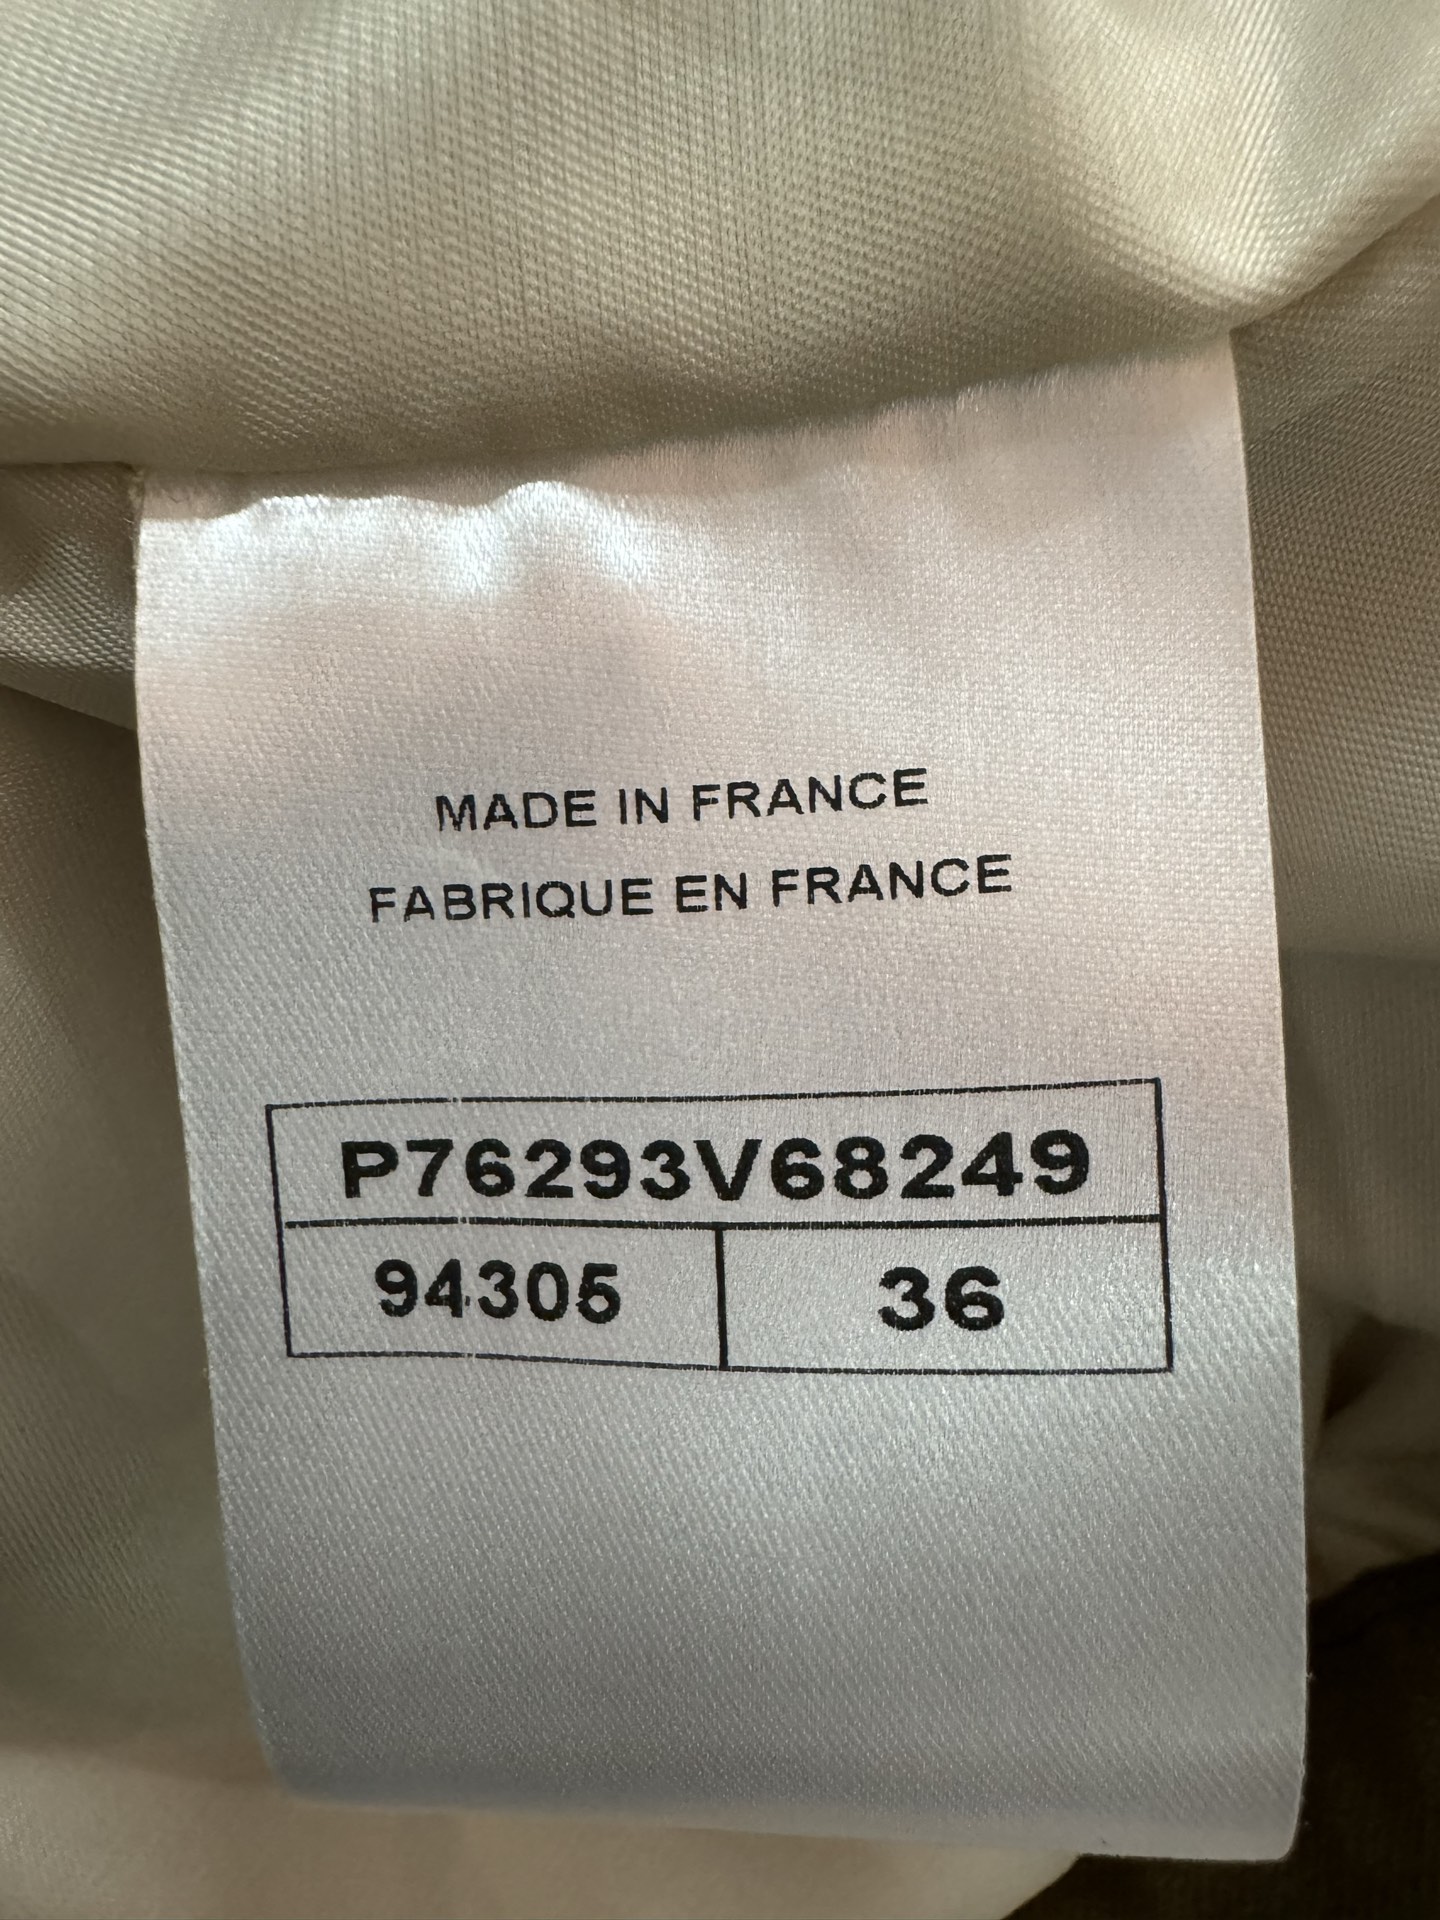 MADE IN FRANCE
FABRIQUE EN FRANCE
P76293V68249
94305 36